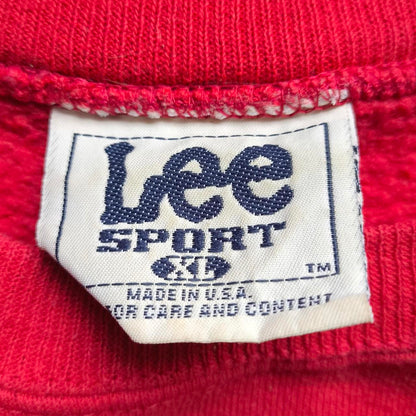 Lee
SPORT
XL
TM
MADE IN U.S.A.
FOR CARE AND CONTENT